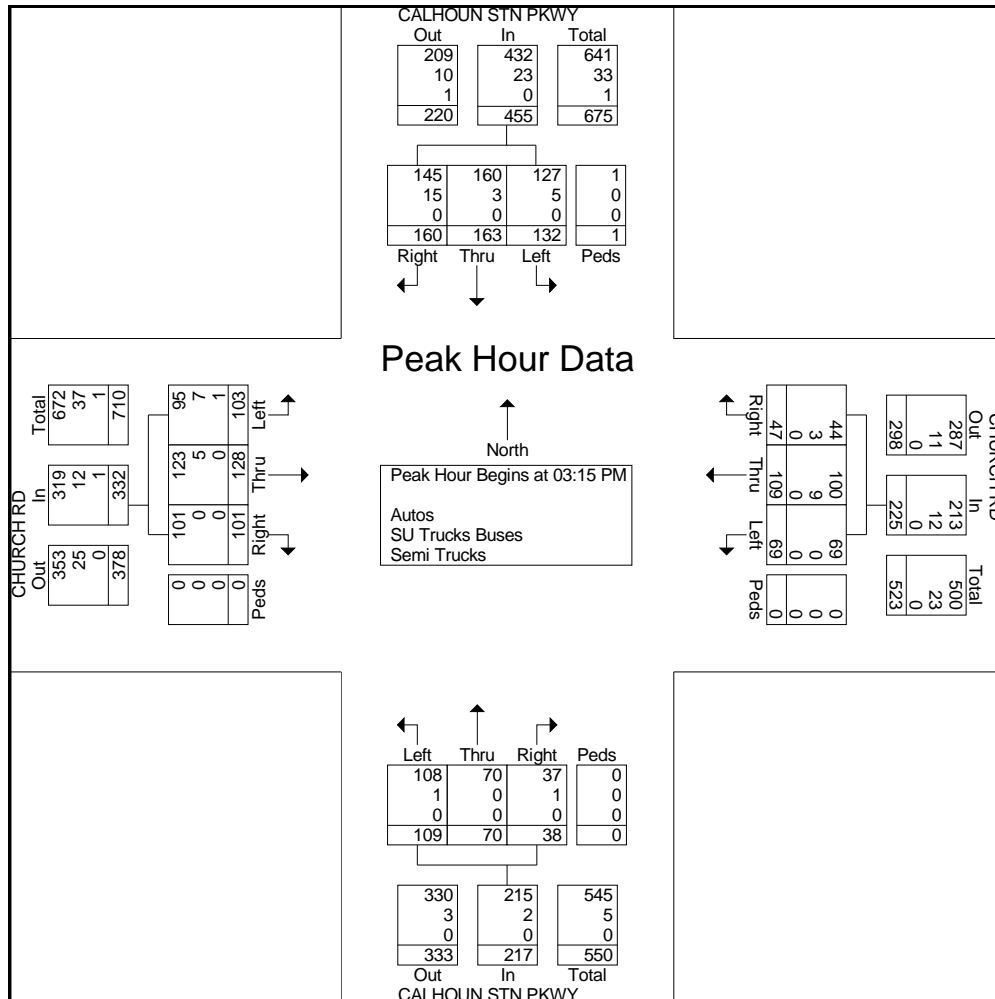 CALHOUN STN PKWY
Out In Total
209 432 641
10 23 33
1 0 1
220 455 675
145 160 127 1
15 3 5 0
0 0 0 0
160 163 132 1
Right Thru Left Peds
Peak Hour Data
North
Peak Hour Begins at 03:15 PM
Autos
SU Trucks Buses
Semi Trucks
CHURCH RD
Out In Total
353 319 672
25 12 37
0 1 1
378 332 710
Left Thru Right Peds
95 123 101 0
7 5 0 0
1 0 0 0
103 128 101 0
Right Thru Left Peds
44 100 69 0
3 9 0 0
0 0 0 0
47 109 69 0
CHURCH RD
Out In Total
287 213 500
11 12 23
0 0 0
298 225 523
Left Thru Right Peds
108 70 37 0
1 0 1 0
0 0 0 0
109 70 38 0
330 215 545
3 2 5
0 0 0
333 217 550
Out In Total
CALHOUN STN PKWY